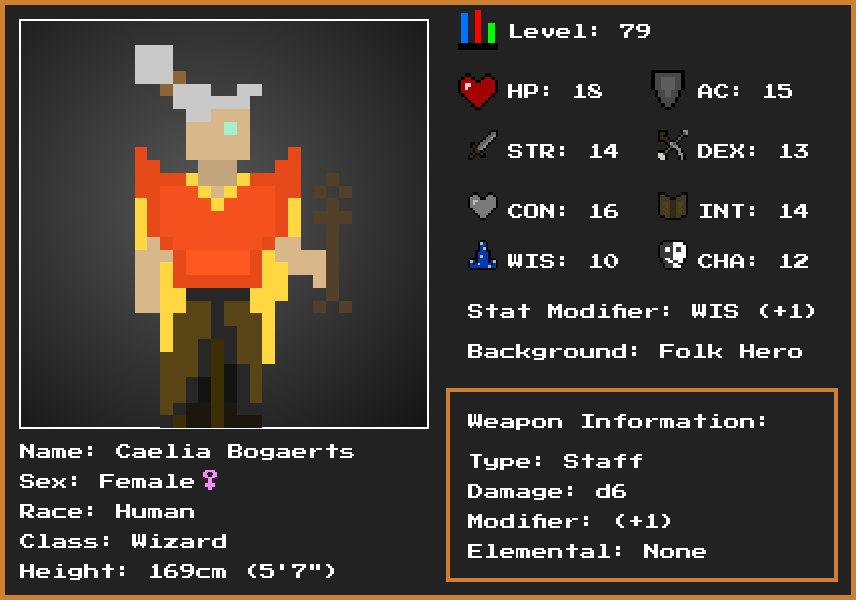 Level: 79
HP: 18
AC: 15
STR: 14
DEX: 13
CON: 16
INT: 14
WIS: 10
CHA: 12
Stat Modifier: WIS (+1)
Background: Folk Hero
Weapon Information:
Type: Staff
Damage: d6
Modifier: (+1)
Elemental: None
Name: Caelia Bogaerts
Sex: Female♀
Race: Human
Class: Wizard
Height: 169cm (5'7")